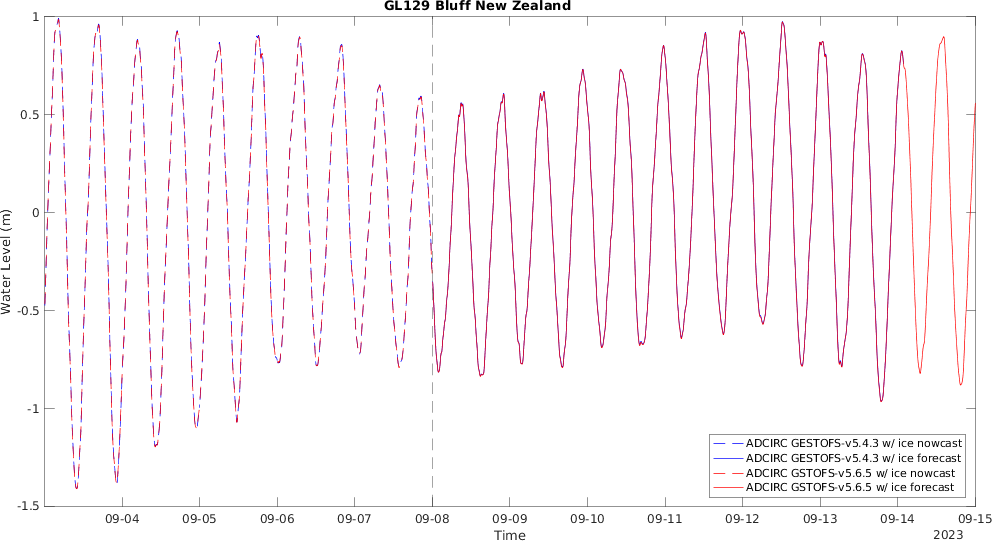 GL129 Bluff New Zealand
Water Level (m)
1
0.5
0
-0.5
-1
-1.5
09-04 09-05 09-06 09-07 09-08 09-09 09-10 09-11 09-12 09-13 09-14 09-15
Time
2023
ADCIRC GESTOFS-v5.4.3 w/ ice nowcast
ADCIRC GESTOFS-v5.4.3 w/ ice forecast
ADCIRC GSTOFS-v5.6.5 w/ ice nowcast
ADCIRC GSTOFS-v5.6.5 w/ ice forecast